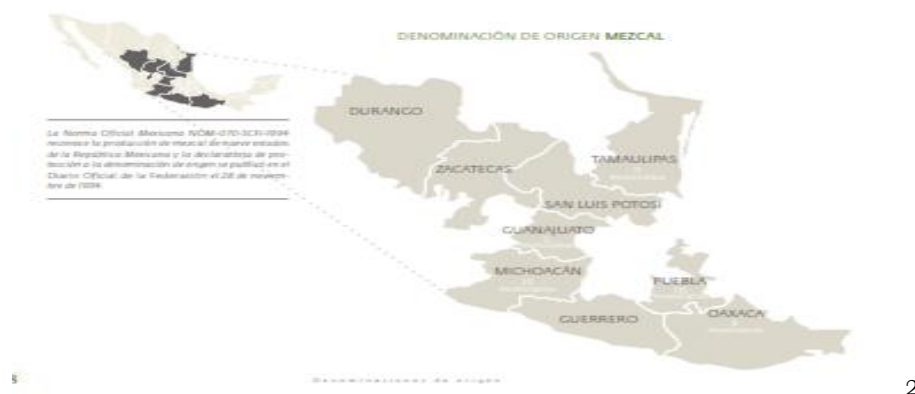 DENOMINACIÓN DE ORIGEN MEZCAL
DURANGO
La Norma Oficial Mexicana NOM-070-SCFI-1994
reconoce la producción de mezcal de nueve estados
de la República Mexicana y la declaratoria de pro-
tección a la denominación de origen se publicó en el
Diario Oficial de la Federación el 28 de noviem-
bre de 1994.
ZACATECAS
TAMAULIPAS
SAN LUIS POTOSÍ
GUANAJUATO
MICHOACÁN
PUEBLA
GUERRERO
OAXACA
Denominaciones de origen
2